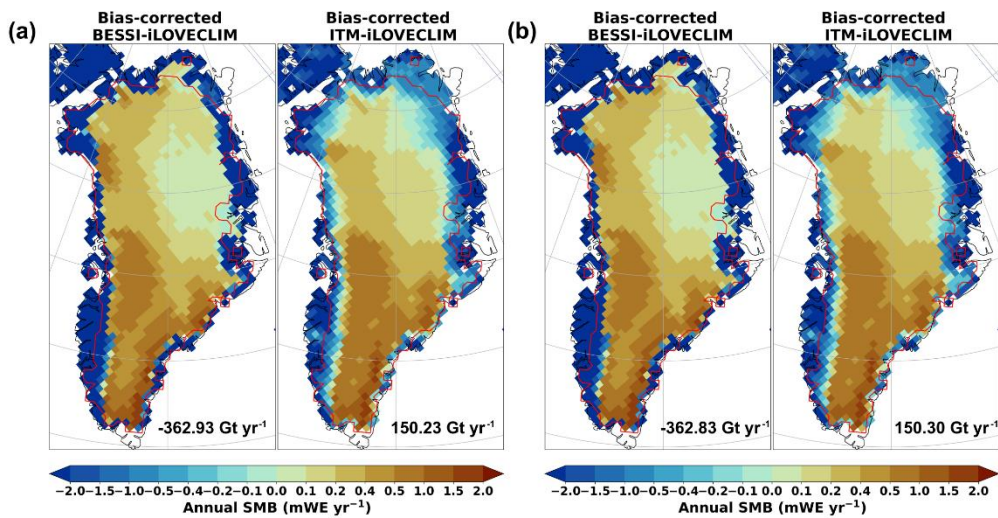 (a)
Bias-corrected
BESSI-iLOVECLIM
Bias-corrected
ITM-iLOVECLIM
-362.93 Gt yr⁻¹
150.23 Gt yr⁻¹
−2.0 −1.5 −1.0 −0.5 −0.4 −0.2 −0.1 0.0 0.1 0.2 0.4 0.5 1.0 1.5 2.0
Annual SMB (mWE yr⁻¹)
(b)
Bias-corrected
BESSI-iLOVECLIM
Bias-corrected
ITM-iLOVECLIM
-362.83 Gt yr⁻¹
150.30 Gt yr⁻¹
−2.0 −1.5 −1.0 −0.5 −0.4 −0.2 −0.1 0.0 0.1 0.2 0.4 0.5 1.0 1.5 2.0
Annual SMB (mWE yr⁻¹)